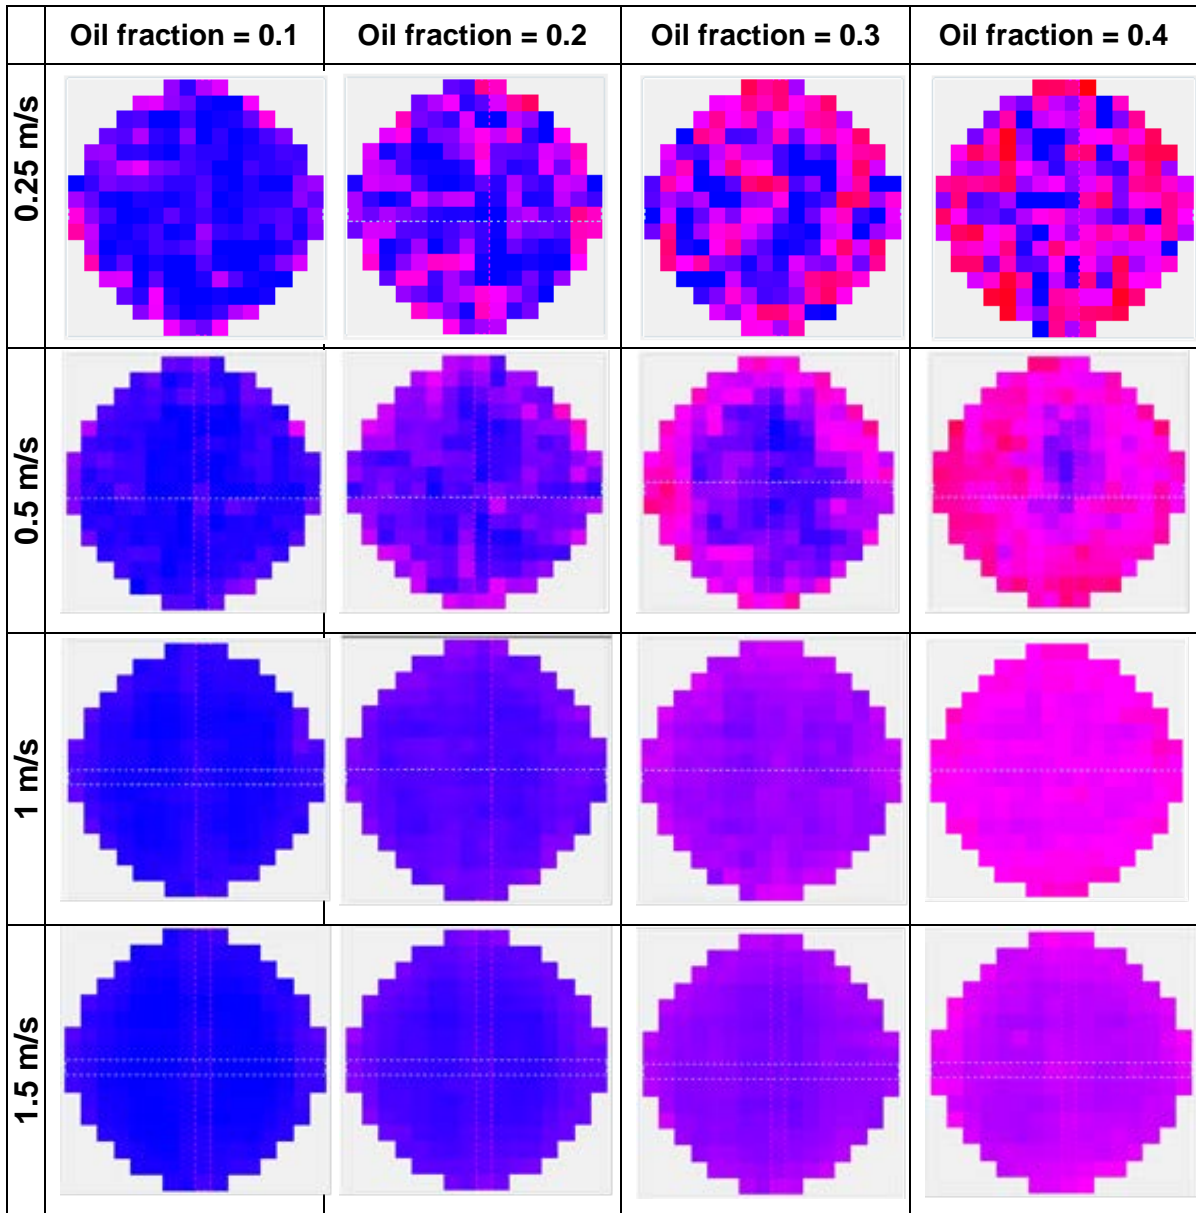 Oil fraction = 0.1
Oil fraction = 0.2
Oil fraction = 0.3
Oil fraction = 0.4
0.25 m/s
0.5 m/s
1 m/s
1.5 m/s